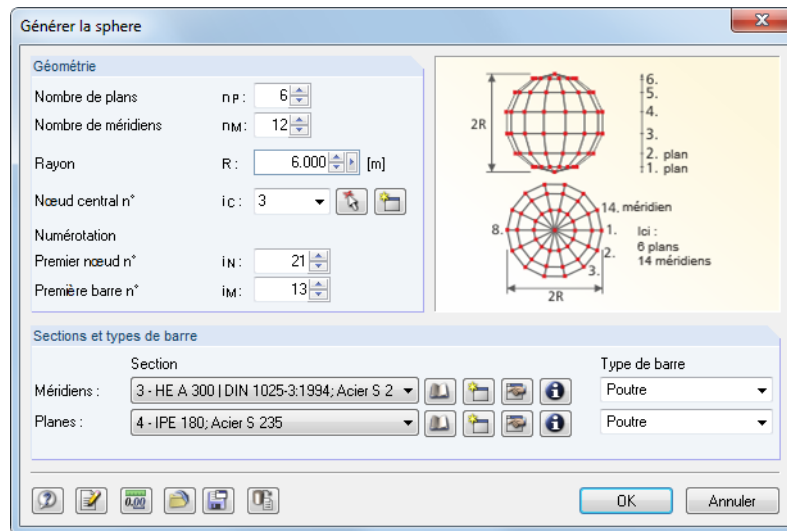 Générer la sphere
Géométrie
Nombre de plans nP: 6
Nombre de méridiens nM: 12
Rayon R: 6.000 [m]
Nœud central n° iC: 3
Numérotation
Premier nœud n° iN: 21
Première barre n° iM: 13
2R
6.
5.
4.
3.
2. plan
1. plan
14. méridien
8.
1.
2.
3.
Ici :
6 plans
14 méridiens
2R
Sections et types de barre
Section Type de barre
Méridiens : 3 - HE A 300 | DIN 1025-3:1994; Acier S 2 Poutre
Planes : 4 - IPE 180; Acier S 235 Poutre
0.00
OK Annuler